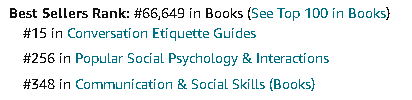 Best Sellers Rank: #66,649 in Books (See Top 100 in Books)
#15 in Conversation Etiquette Guides
#256 in Popular Social Psychology & Interactions
#348 in Communication & Social Skills (Books)